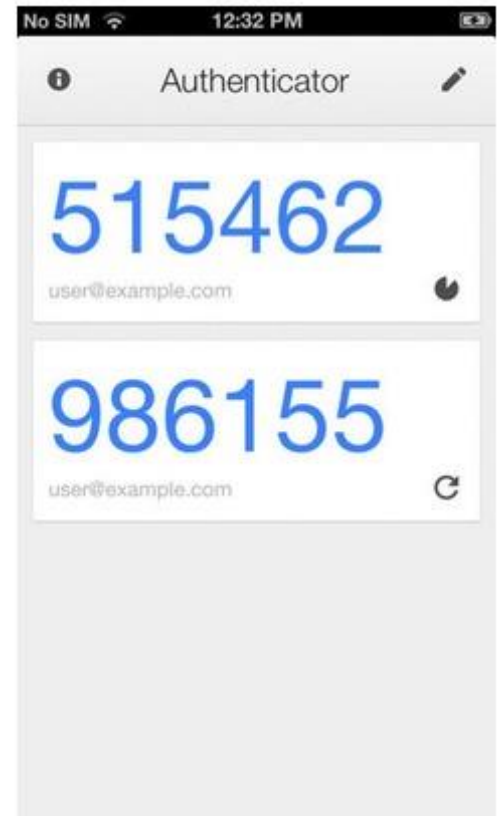 No SIM 12:32 PM
Authenticator
515462
user@example.com
986155
user@example.com